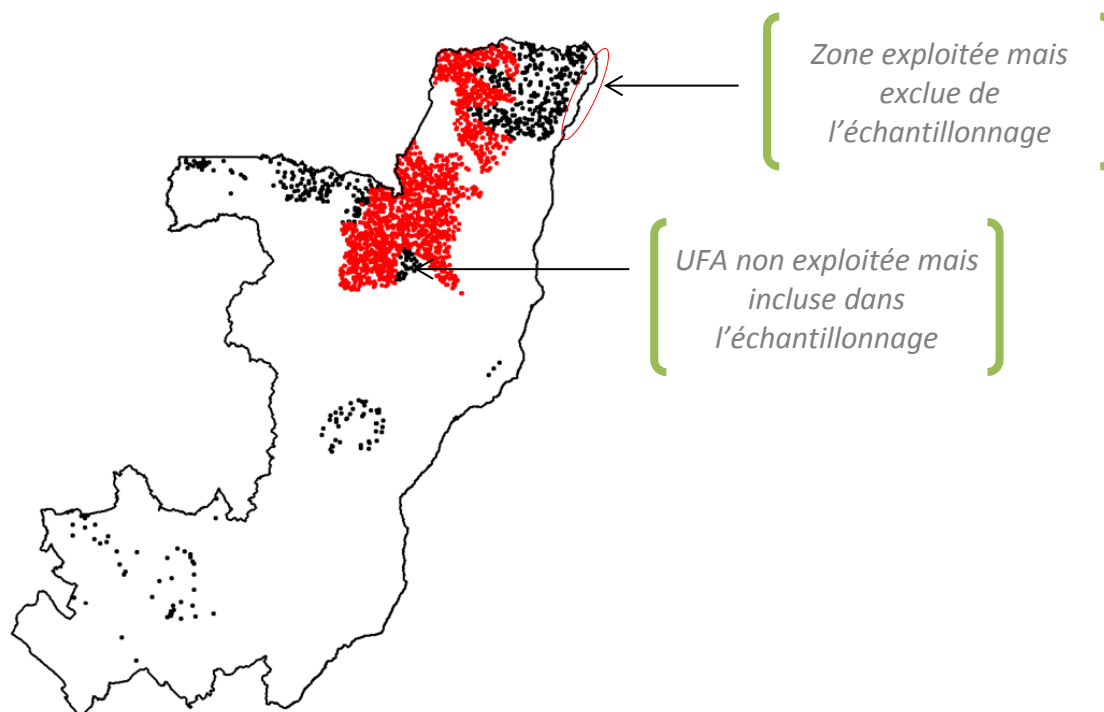 Zone exploitée mais
exclue de
l’échantillonnage
UFA non exploitée mais
incluse dans
l’échantillonnage